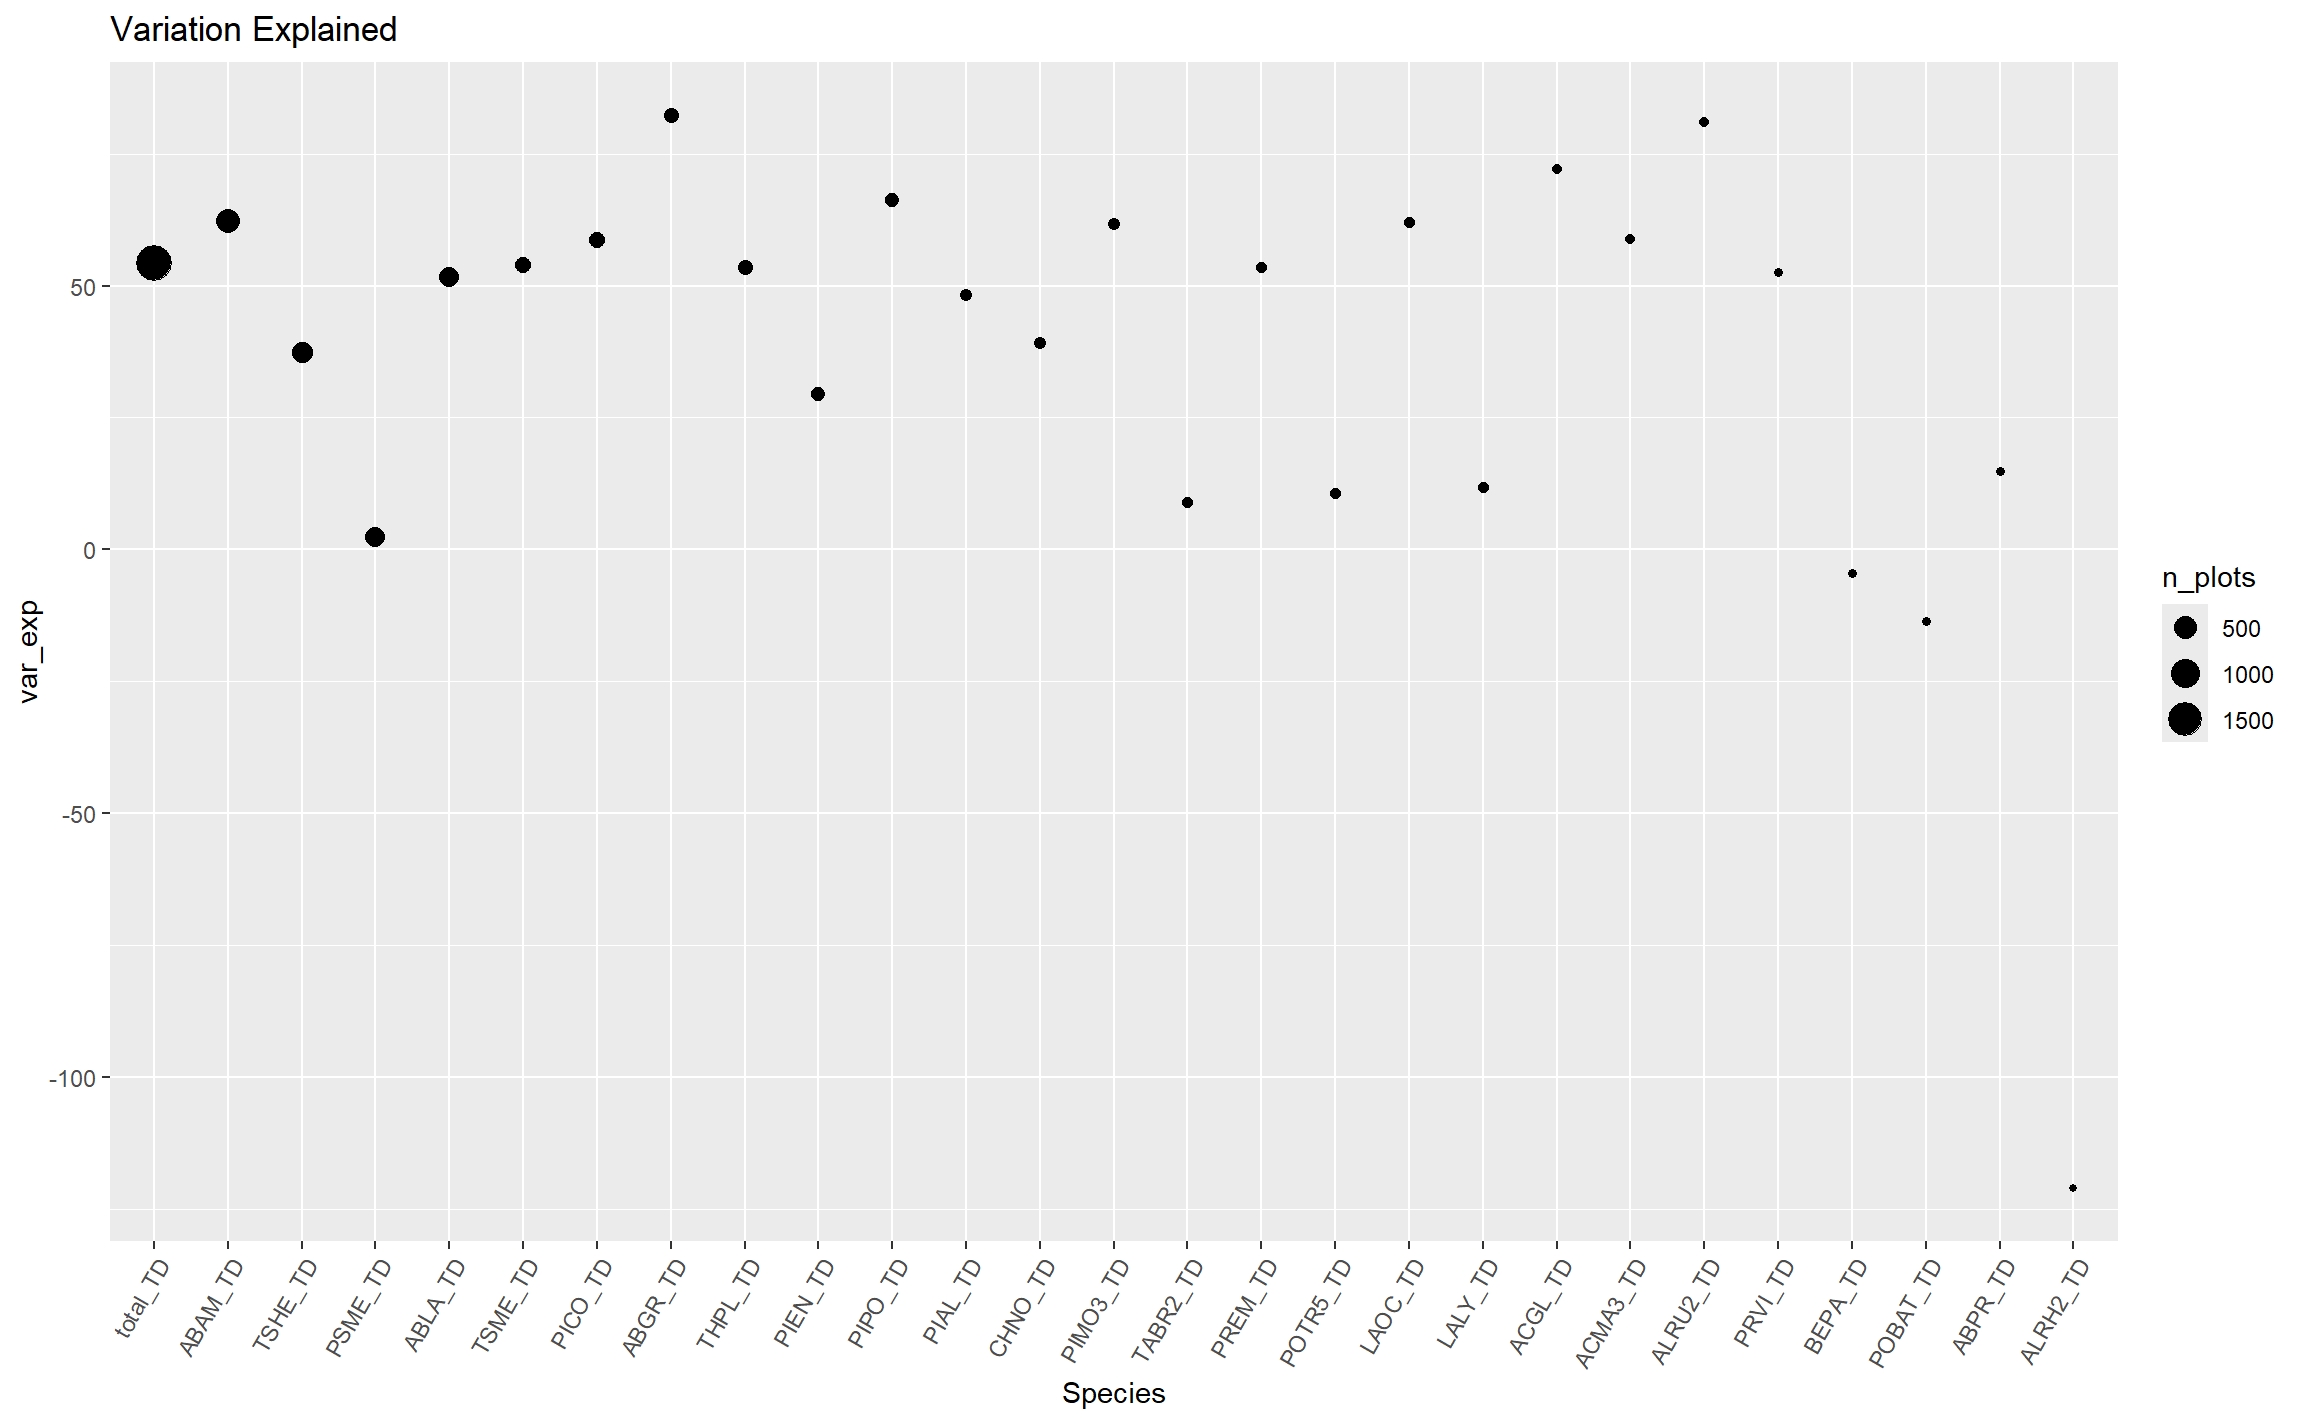 Variation Explained
var_exp
50
0
-50
-100
total_TD
ABAM_TD
TSHE_TD
PSME_TD
ABLA_TD
TSME_TD
PICO_TD
ABGR_TD
THPL_TD
PIEN_TD
PIPO_TD
PIAL_TD
CHNO_TD
PIMO3_TD
TABR2_TD
PREM_TD
POTR5_TD
LAOC_TD
LALY_TD
ACGL_TD
ACMA3_TD
ALRU2_TD
PRVI_TD
BEPA_TD
POBAT_TD
ABPR_TD
ALRH2_TD
Species
n_plots
500
1000
1500